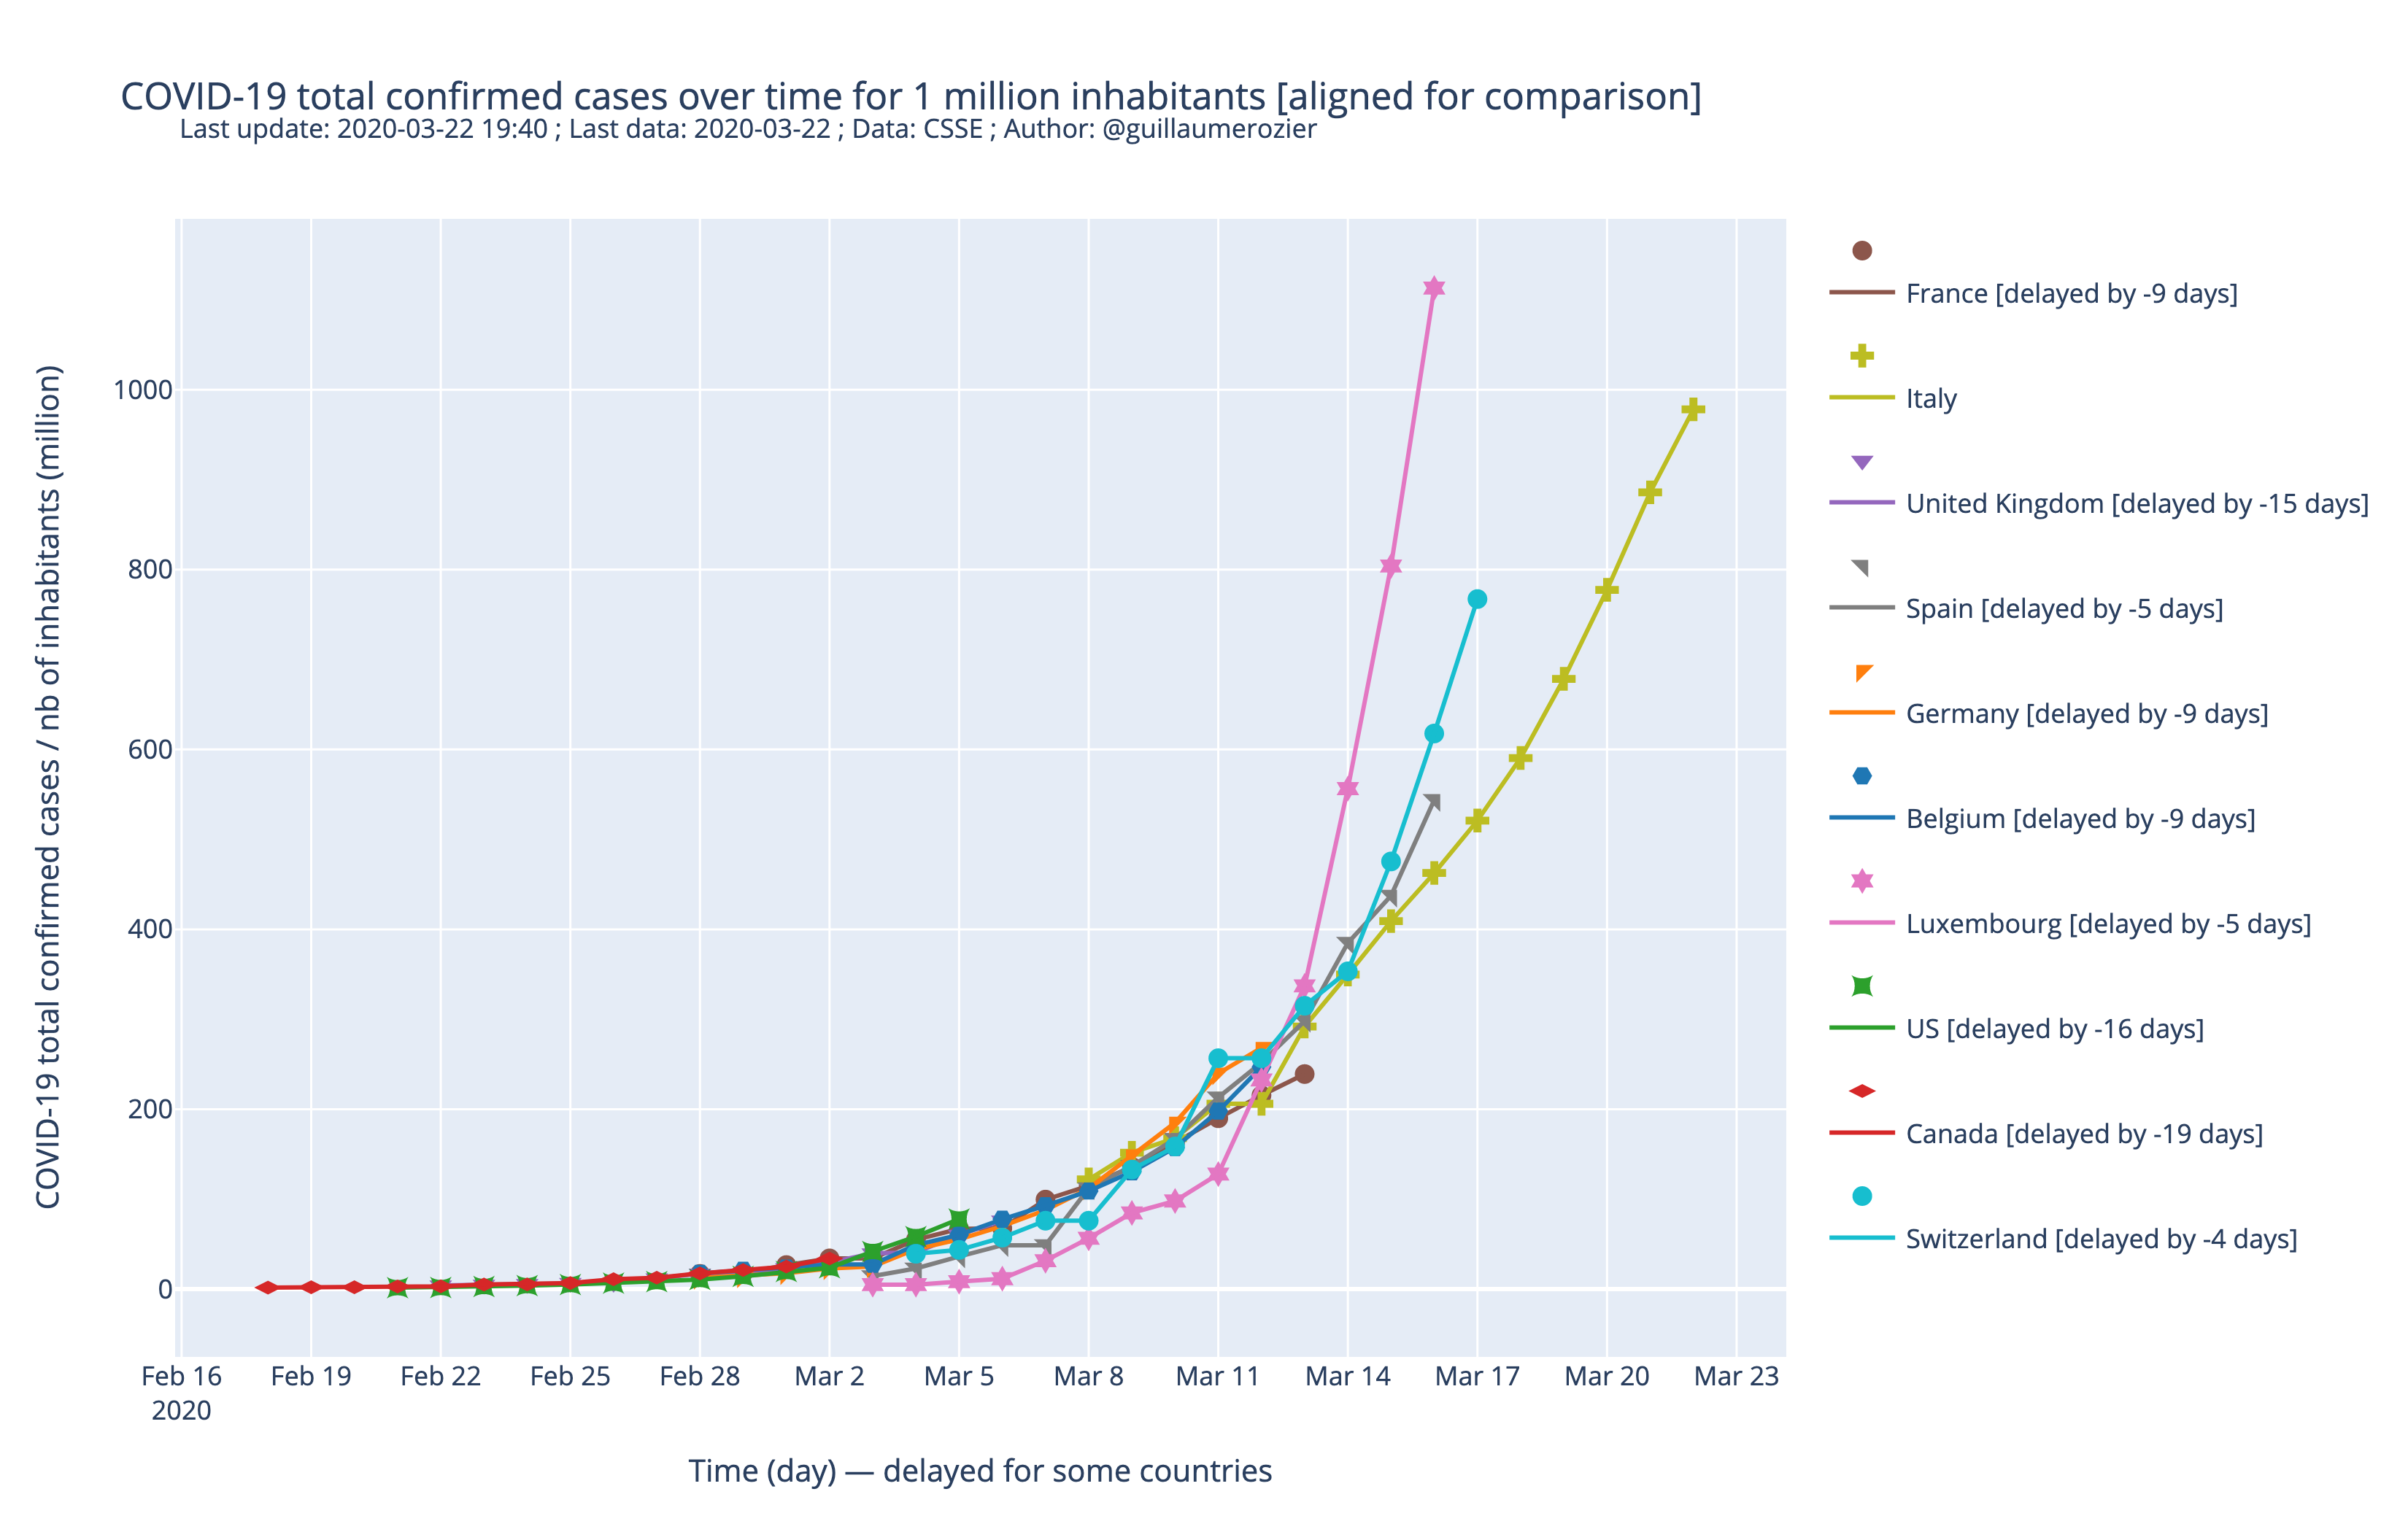 COVID-19 total confirmed cases over time for 1 million inhabitants [aligned for comparison]
Last update: 2020-03-22 19:40 ; Last data: 2020-03-22 ; Data: CSSE ; Author: @guillaumerozier
COVID-19 total confirmed cases / nb of inhabitants (million)
1000
800
600
400
200
0
Feb 16
2020
Feb 19
Feb 22
Feb 25
Feb 28
Mar 2
Mar 5
Mar 8
Mar 11
Mar 14
Mar 17
Mar 20
Mar 23
Time (day) — delayed for some countries
France [delayed by -9 days]
Italy
United Kingdom [delayed by -15 days]
Spain [delayed by -5 days]
Germany [delayed by -9 days]
Belgium [delayed by -9 days]
Luxembourg [delayed by -5 days]
US [delayed by -16 days]
Canada [delayed by -19 days]
Switzerland [delayed by -4 days]